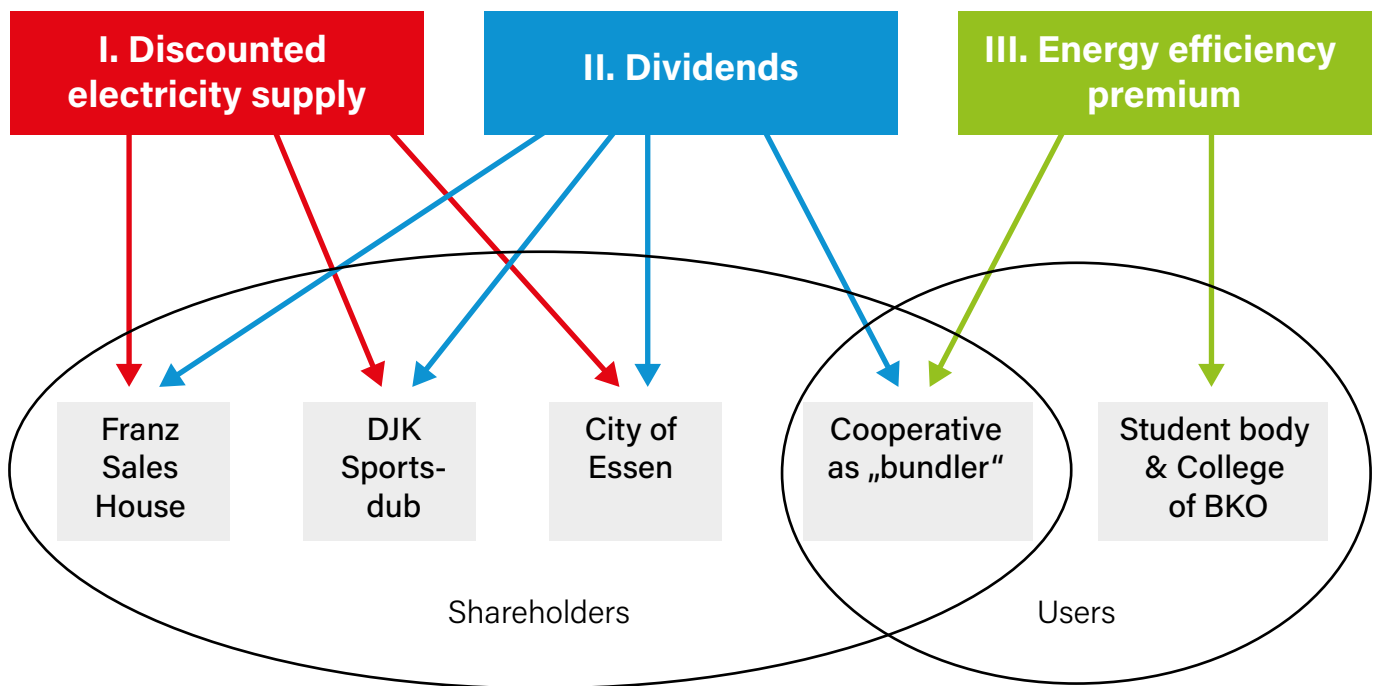 I. Discounted
electricity supply
II. Dividends
III. Energy efficiency
premium
Franz
Sales
House
DJK
Sports-
dub
City of
Essen
Cooperative
as „bundler“
Student body
& College
of BKO
Shareholders
Users